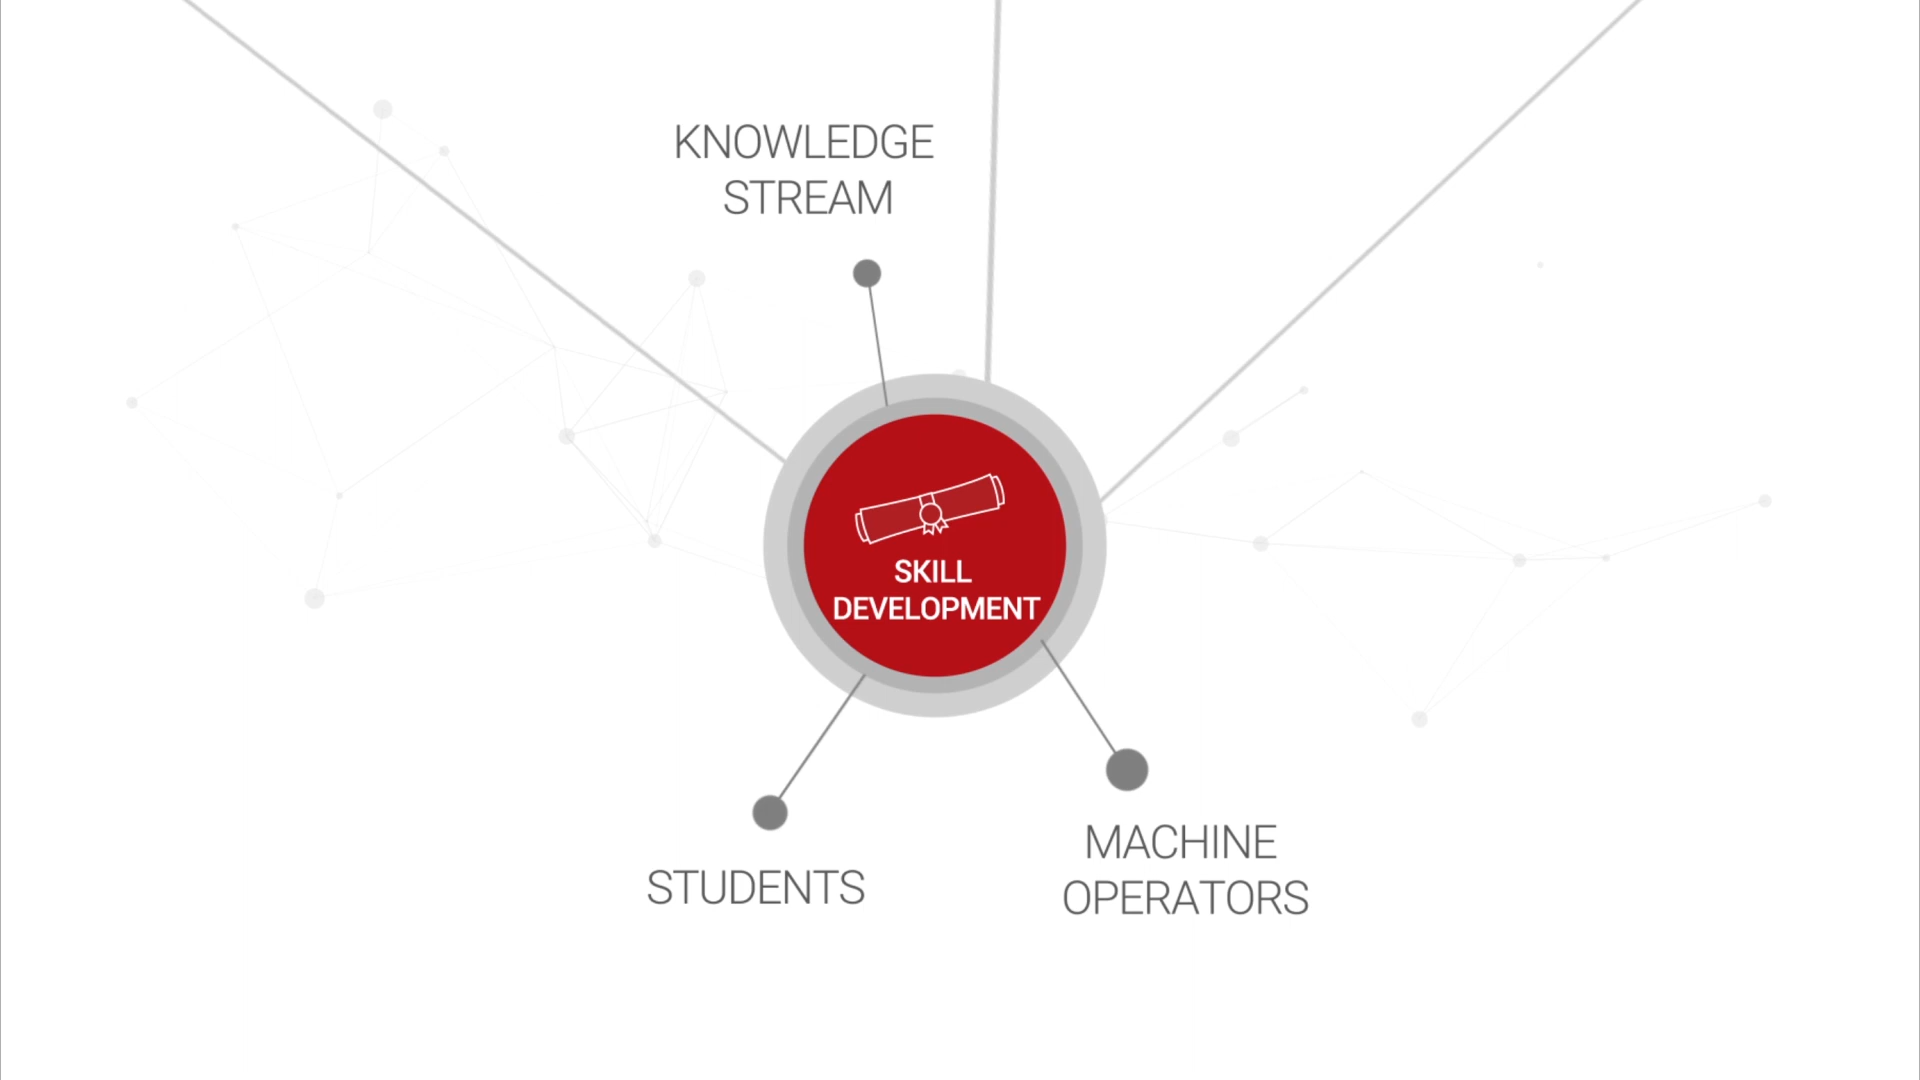 KNOWLEDGE
STREAM
SKILL
DEVELOPMENT
STUDENTS
MACHINE
OPERATORS